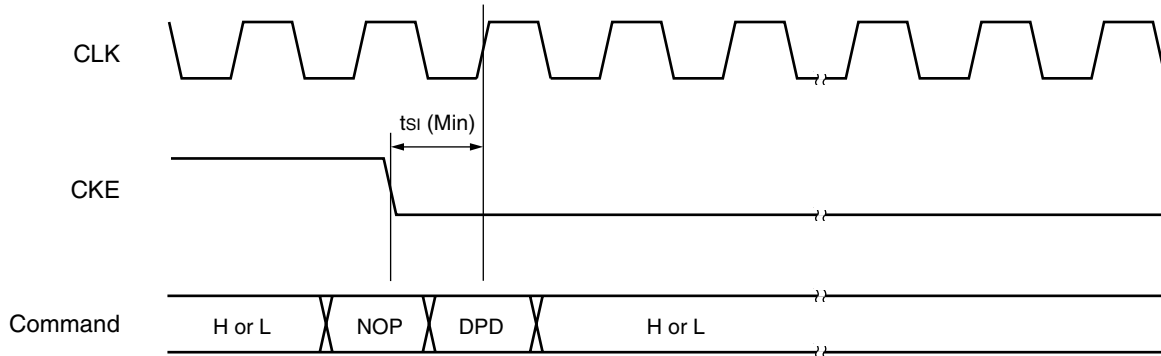 CLK
tSI (Min)
CKE
Command
H or L
NOP
DPD
H or L